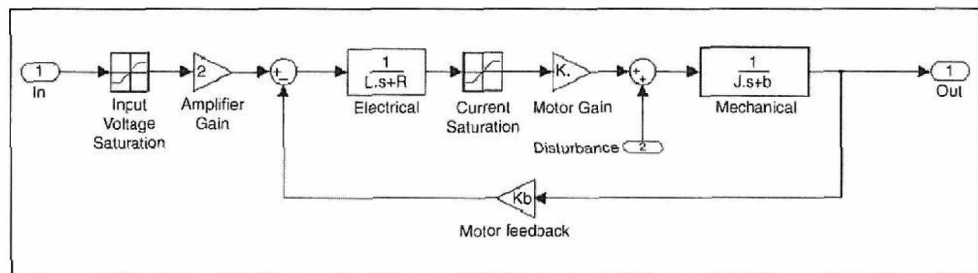 1
In
Input
Voltage
Saturation
2
Amplifier
Gain
+
−
1
L.s+R
Electrical
Current
Saturation
K.
Motor Gain
+
+
Disturbance
2
1
J.s+b
Mechanical
1
Out
Kb
Motor feedback